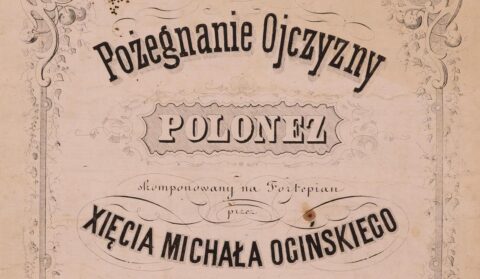 Pożegnanie Ojczyzny
POLONEZ
skomponowany na Fortepian
przez
XIĘCIA MICHAŁA OGIŃSKIEGO